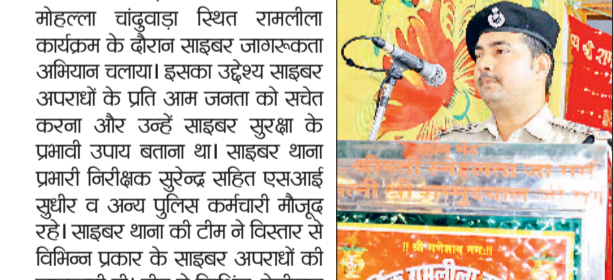 मोहल्ला चांदुवाड़ा स्थित रामलीला
कार्यक्रम के दौरान साइबर जागरूकता
अभियान चलाया। इसका उद्देश्य साइबर
अपराधों के प्रति आम जनता को सचेत
करना और उन्हें साइबर सुरक्षा के
प्रभावी उपाय बताना था। साइबर थाना
प्रभारी निरीक्षक सुरेन्द्र सहित एसआई
सुधीर व अन्य पुलिस कर्मचारी मौजूद
रहे। साइबर थाना की टीम ने विस्तार से
विभिन्न प्रकार के साइबर अपराधों की
श्री
|| श्री गणेशाय नमः ||
रामलीला